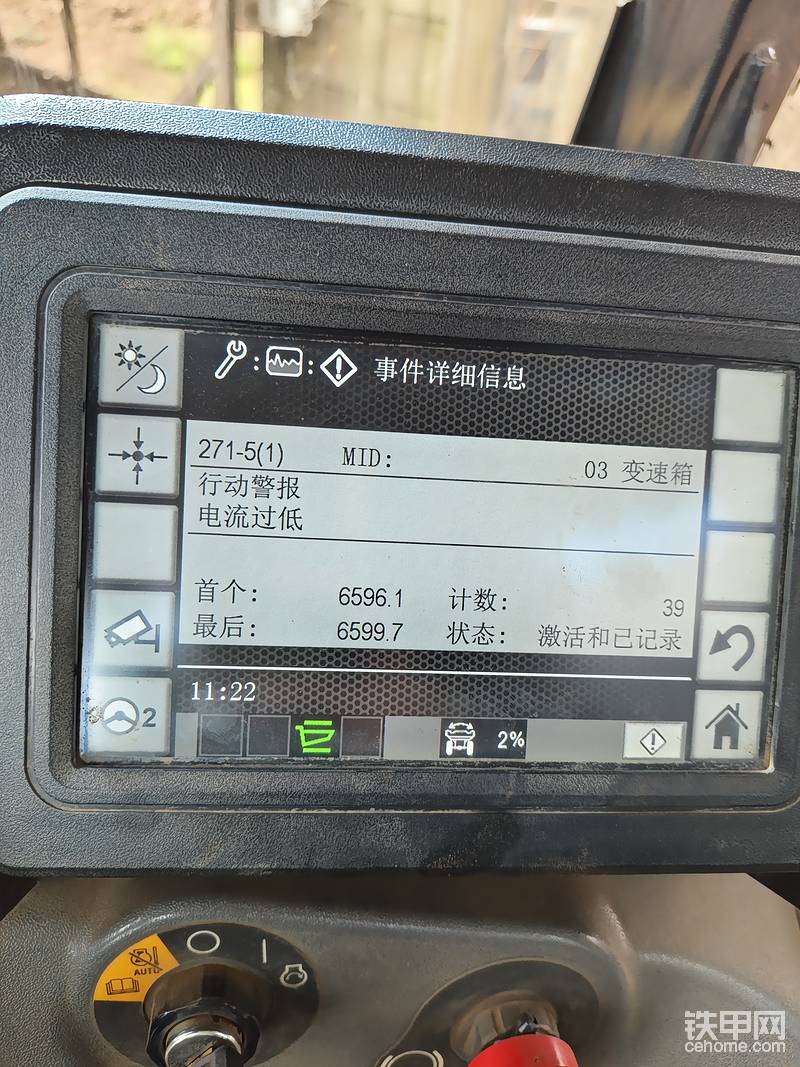 事件详细信息
271-5(1) MID: 03 变速箱
行动警报
电流过低
首个: 6596.1 计数: 39
最后: 6599.7 状态: 激活和已记录
2
11:22
2%
AUTO
铁甲网
cehome.com